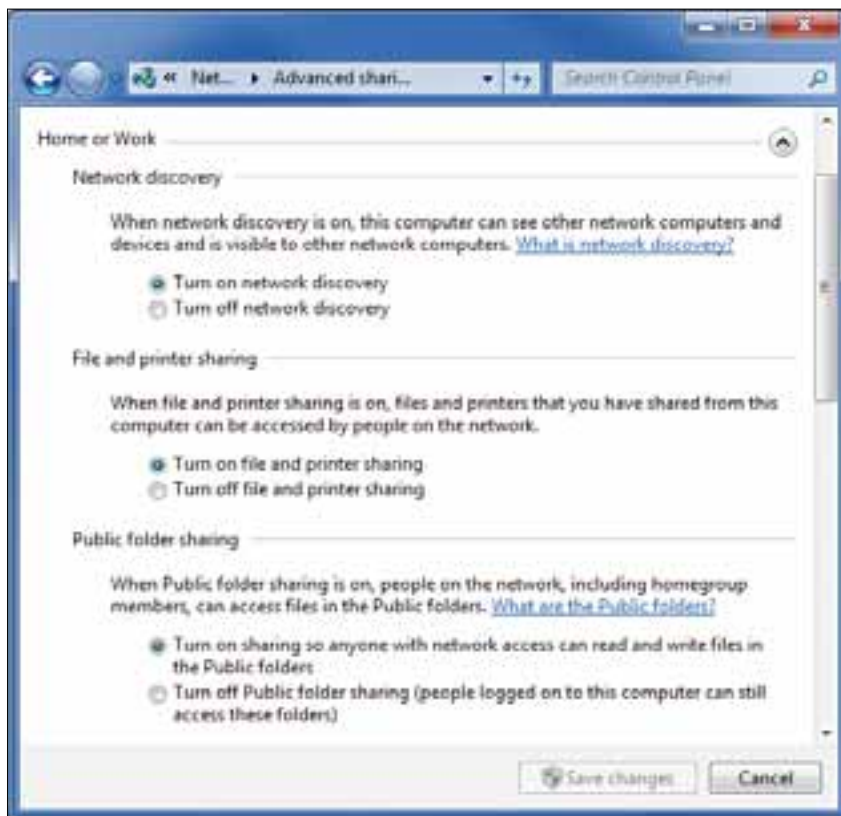 « Net... ▸ Advanced shari...
Search Control Panel
Home or Work
Network discovery
When network discovery is on, this computer can see other network computers and
devices and is visible to other network computers. What is network discovery?
Turn on network discovery
Turn off network discovery
File and printer sharing
When file and printer sharing is on, files and printers that you have shared from this
computer can be accessed by people on the network.
Turn on file and printer sharing
Turn off file and printer sharing
Public folder sharing
When Public folder sharing is on, people on the network, including homegroup
members, can access files in the Public folders. What are the Public folders?
Turn on sharing so anyone with network access can read and write files in
the Public folders
Turn off Public folder sharing (people logged on to this computer can still
access these folders)
Save changes
Cancel